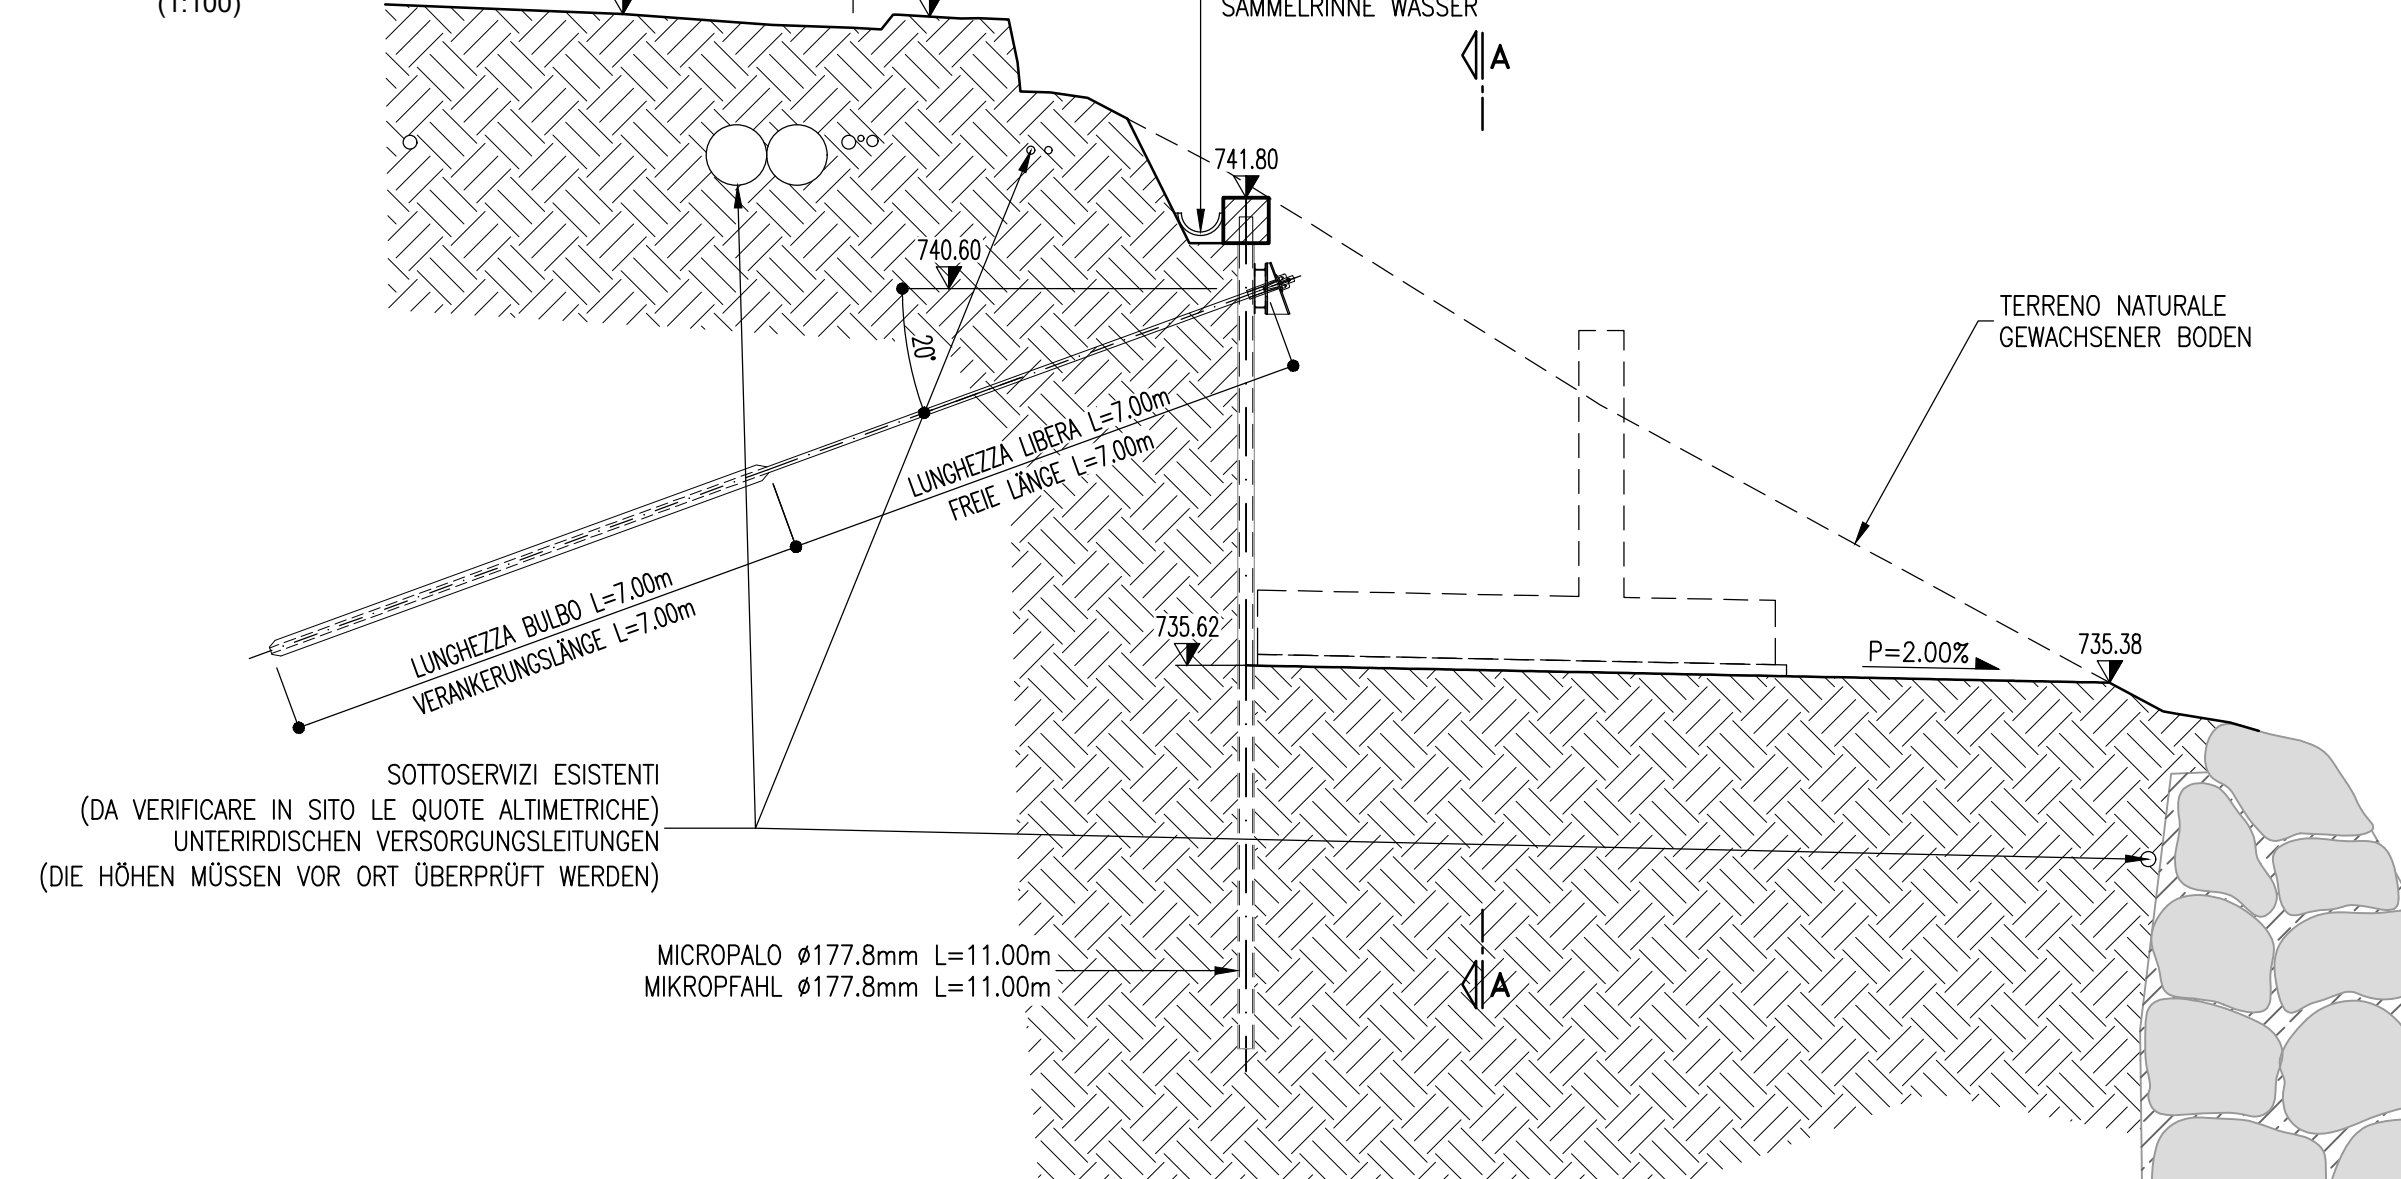 (1:100)
SAMMELRINNE WASSER
A
741.80
740.60
20°
TERRENO NATURALE
GEWACHSENER BODEN
LUNGHEZZA LIBERA L=7.00m
FREIE LÄNGE L=7.00m
LUNGHEZZA BULBO L=7.00m
VERANKERUNGSLÄNGE L=7.00m
735.62
P=2.00%
735.38
SOTTOSERVIZI ESISTENTI
(DA VERIFICARE IN SITO LE QUOTE ALTIMETRICHE)
UNTERIRDISCHEN VERSORGUNGSLEITUNGEN
(DIE HÖHEN MÜSSEN VOR ORT ÜBERPRÜFT WERDEN)
MICROPALO ø177.8mm L=11.00m
MIKROPFAHL ø177.8mm L=11.00m
A